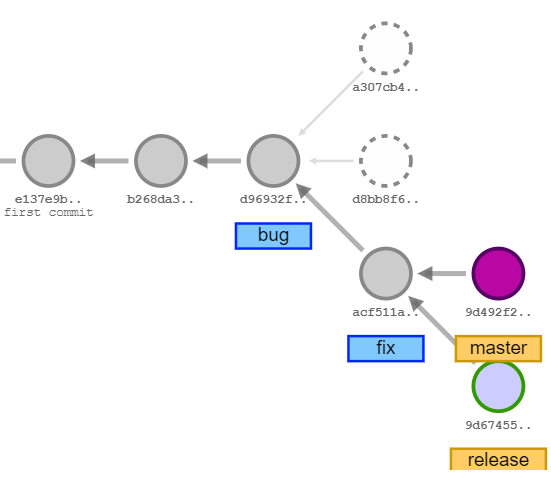 a307cb4..
e137e9b..
first commit
b268da3..
d96932f..
d8bb8f6..
bug
acf511a..
9d492f2..
fix
master
9d67455..
release